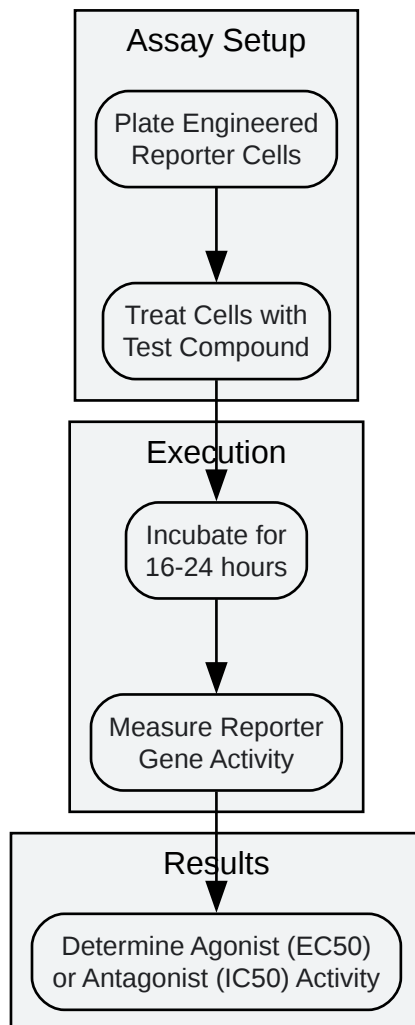 Assay Setup
Plate Engineered
Reporter Cells
Treat Cells with
Test Compound
Execution
Incubate for
16-24 hours
Measure Reporter
Gene Activity
Results
Determine Agonist (EC50)
or Antagonist (IC50) Activity